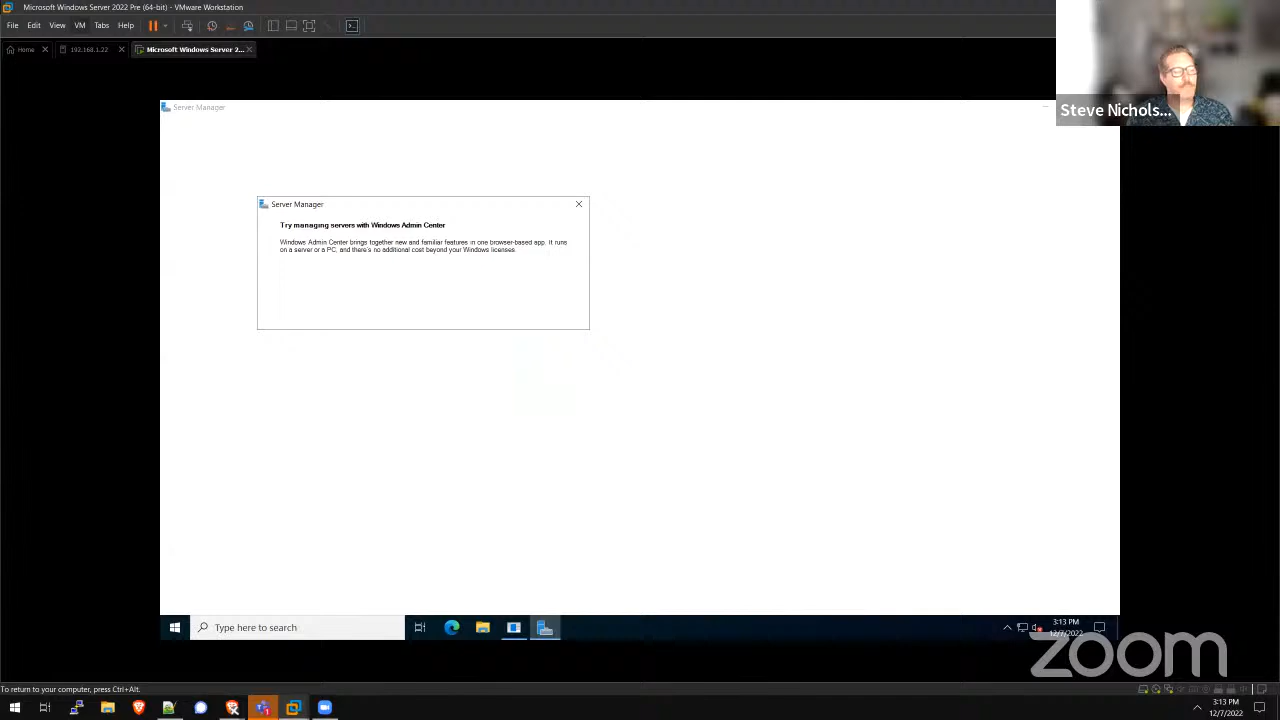 Microsoft Windows Server 2022 Pre (64-bit) - VMware Workstation
File Edit View VM Tabs Help
Home 192.168.1.22 Microsoft Windows Server 2...
Steve Nichols...
Server Manager
Server Manager
Try managing servers with Windows Admin Center
Windows Admin Center brings together new and familiar features in one browser-based app. It runs
on a server or a PC, and there's no additional cost beyond your Windows licenses.
Type here to search
3:13 PM
12/7/2022
zoom
To return to your computer, press Ctrl+Alt.
3:13 PM
12/7/2022